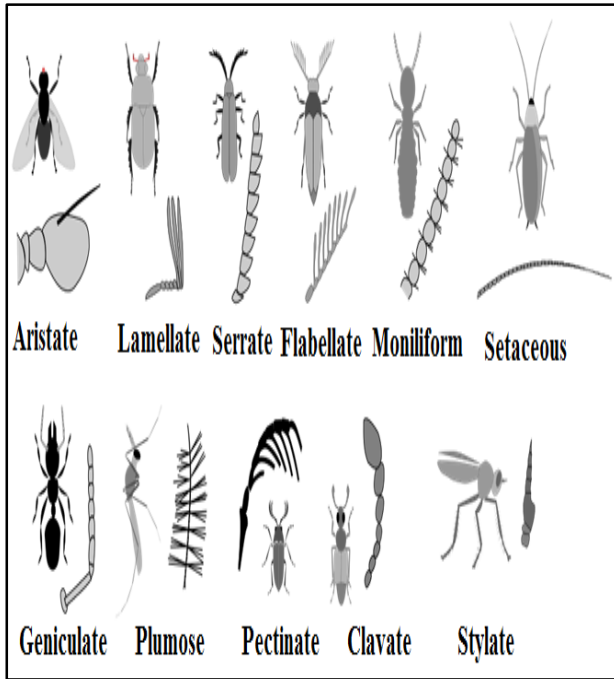 Aristate Lamellate Serrate Flabellate Moniliform Setaceous
Geniculate Plumose Pectinate Clavate Stylate